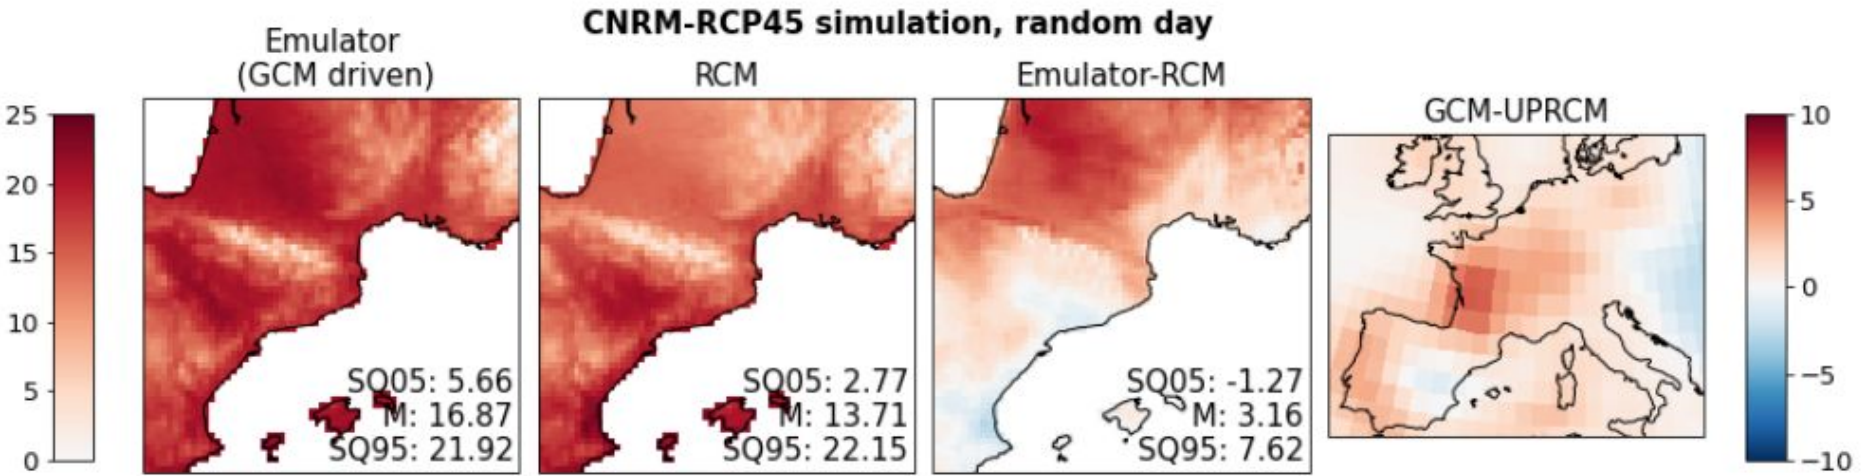 CNRM-RCP45 simulation, random day
Emulator
(GCM driven)
RCM
Emulator-RCM
GCM-UPRCM
25
20
15
10
5
0
SQ05: 5.66
M: 16.87
SQ95: 21.92
SQ05: 2.77
M: 13.71
SQ95: 22.15
SQ05: -1.27
M: 3.16
SQ95: 7.62
10
5
0
−5
−10